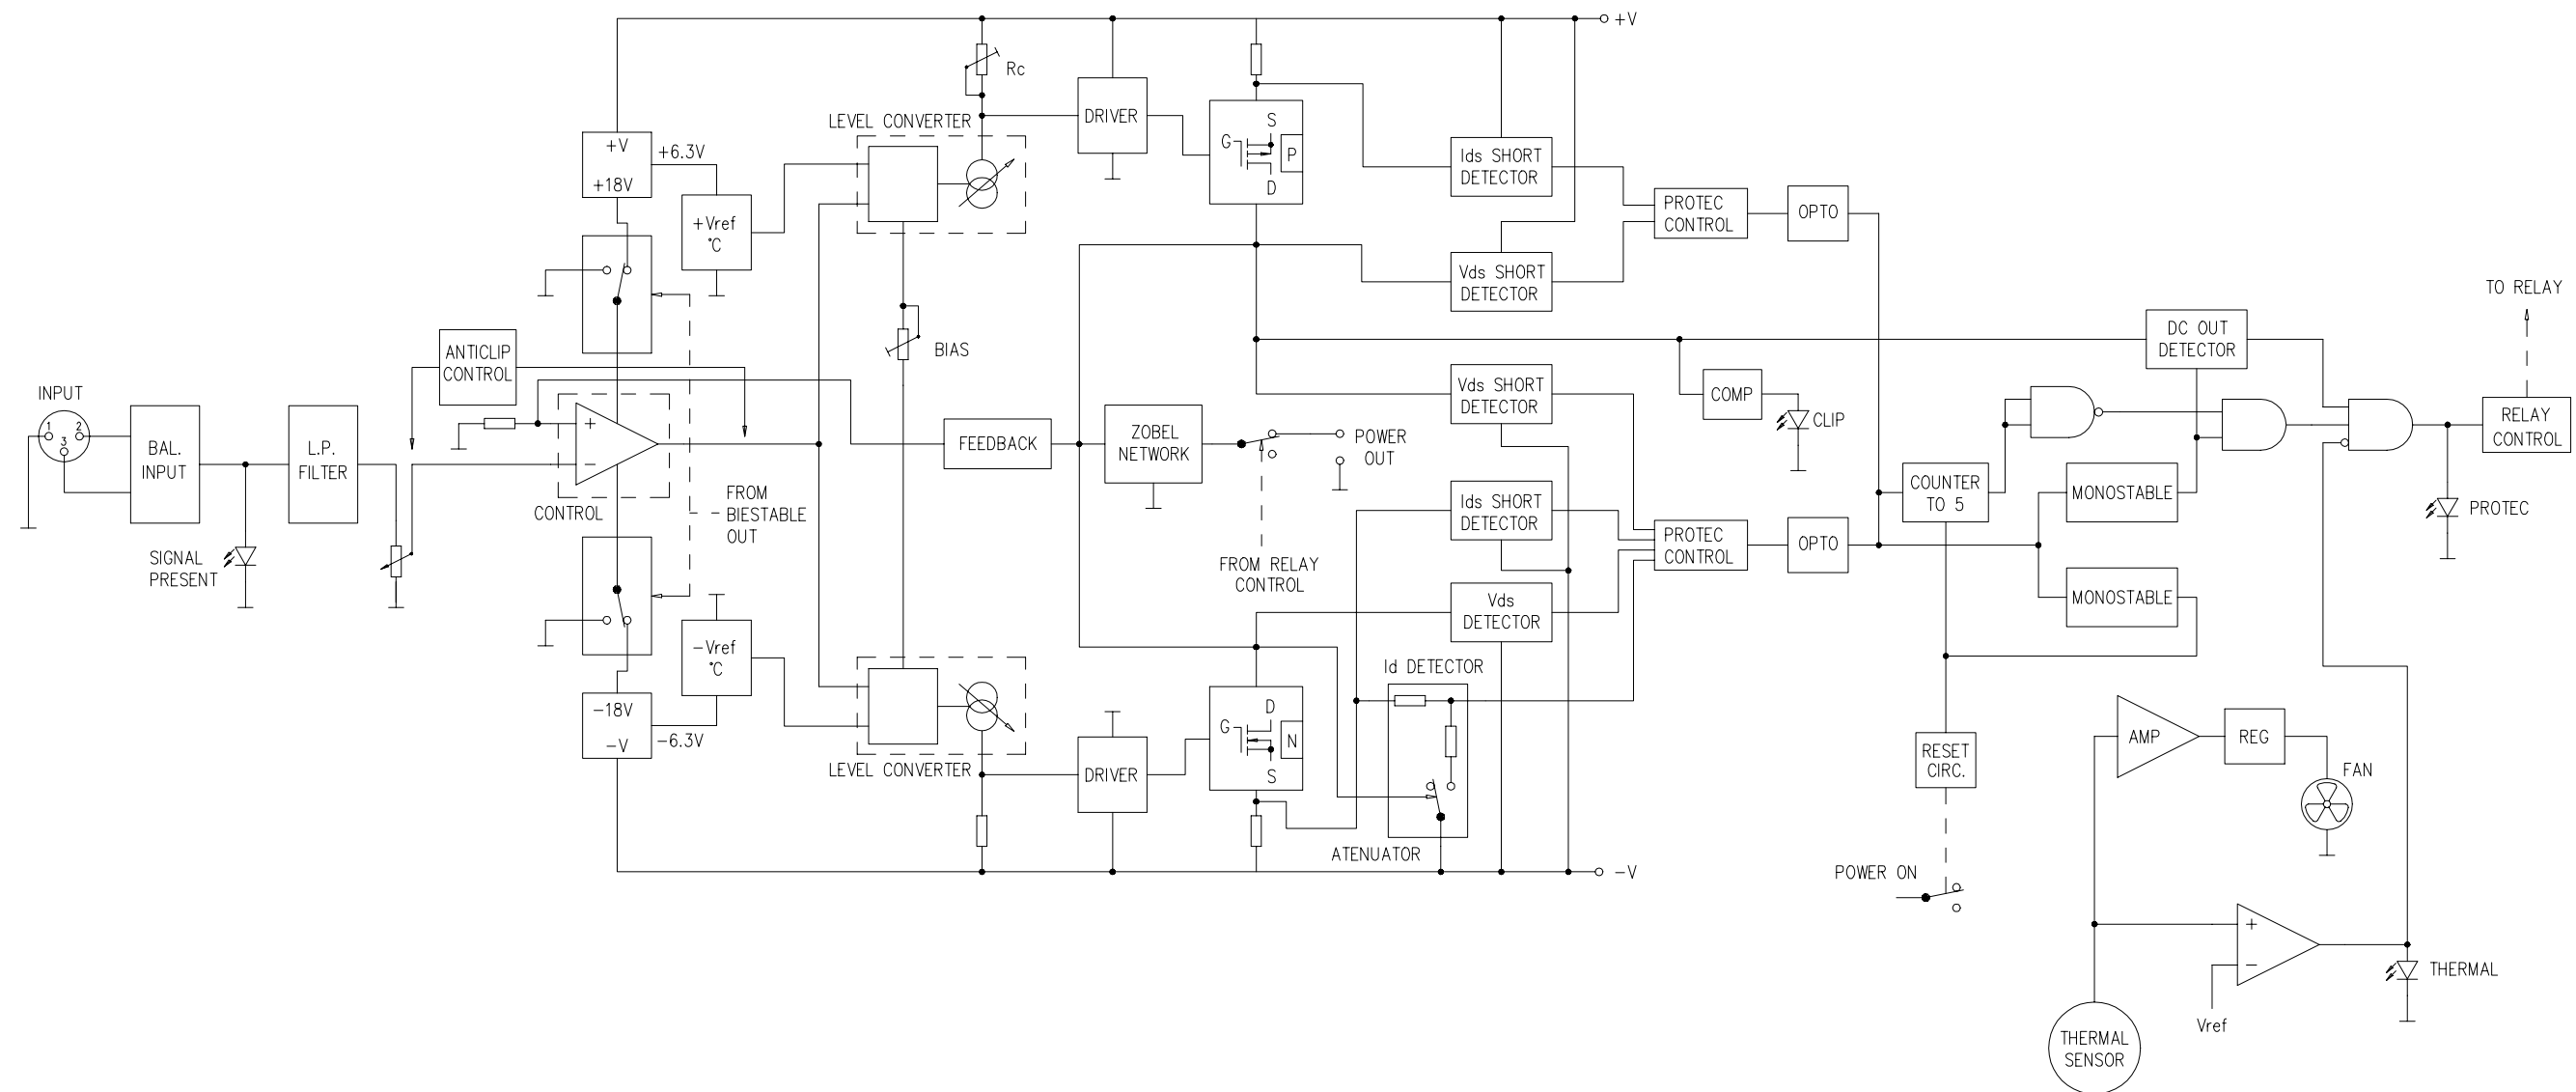 +V
Rc
LEVEL CONVERTER
DRIVER
S
G
P
D
+V
+18V
+6.3V
+Vref
°C
Ids SHORT
DETECTOR
PROTEC
CONTROL
OPTO
Vds SHORT
DETECTOR
TO RELAY
DC OUT
DETECTOR
ANTICLIP
CONTROL
BIAS
INPUT
1
2
3
BAL.
INPUT
L.P.
FILTER
+
−
CONTROL
FROM
BIESTABLE
OUT
FEEDBACK
ZOBEL
NETWORK
POWER
OUT
Vds SHORT
DETECTOR
COMP
CLIP
RELAY
CONTROL
SIGNAL
PRESENT
FROM RELAY
CONTROL
Ids SHORT
DETECTOR
PROTEC
CONTROL
OPTO
COUNTER
TO 5
MONOSTABLE
PROTEC
Vds
DETECTOR
MONOSTABLE
−Vref
°C
−18V
−V
−6.3V
LEVEL CONVERTER
DRIVER
D
G
N
S
Id DETECTOR
ATENUATOR
−V
RESET
CIRC.
POWER ON
AMP
REG
FAN
+
−
THERMAL
Vref
THERMAL
SENSOR